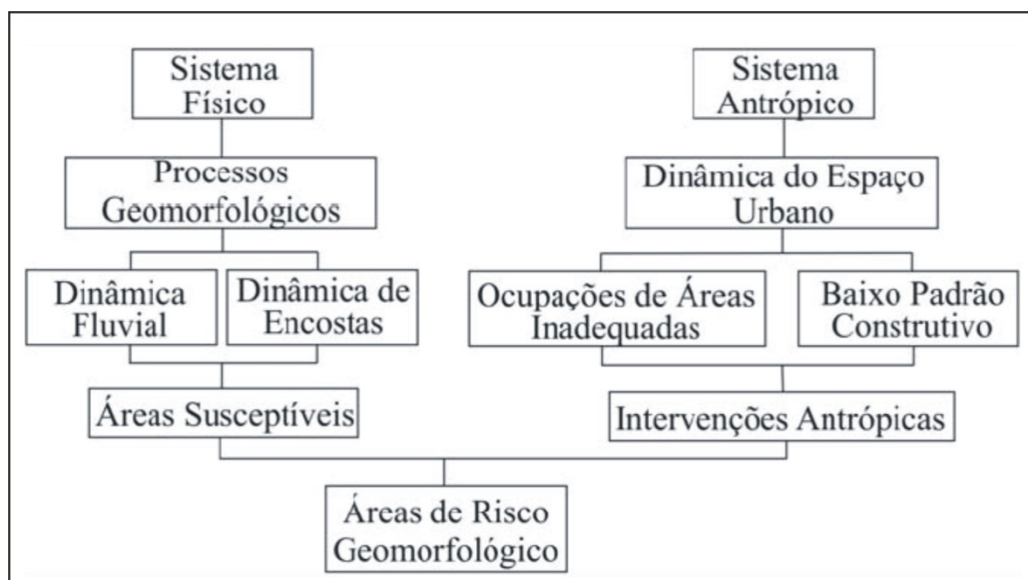 Sistema
Físico
Sistema
Antrópico
Processos
Geomorfológicos
Dinâmica do Espaço
Urbano
Dinâmica
Fluvial
Dinâmica de
Encostas
Ocupações de Áreas
Inadequadas
Baixo Padrão
Construtivo
Áreas Susceptíveis
Intervenções Antrópicas
Áreas de Risco
Geomorfológico